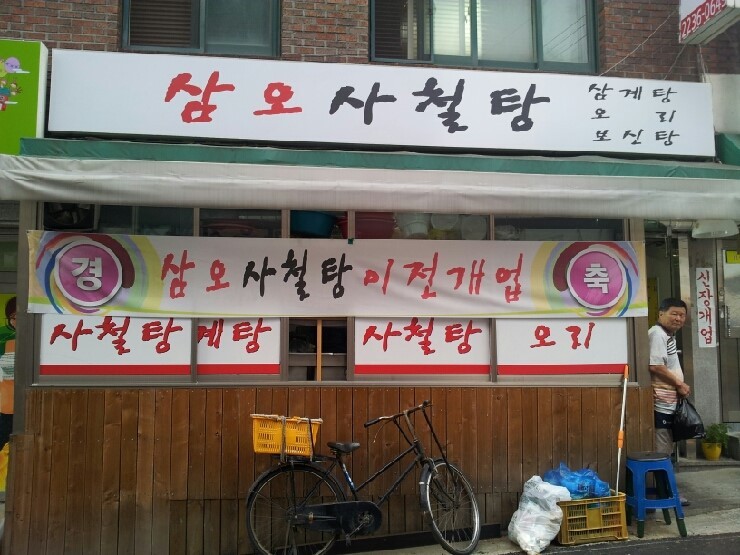 2236-0645
삼오사철탕
삼계탕
오리
보신탕
경 삼오사철탕이전개업 축
사철탕 계탕 사철탕 오리
신장개업